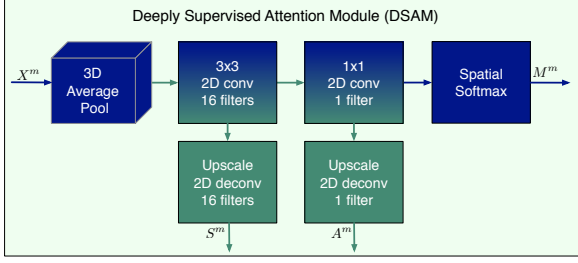 Deeply Supervised Attention Module (DSAM)
X^m
3D
Average
Pool
3x3
2D conv
16 filters
1x1
2D conv
1 filter
Spatial
Softmax
M^m
Upscale
2D deconv
16 filters
Upscale
2D deconv
1 filter
S^m
A^m